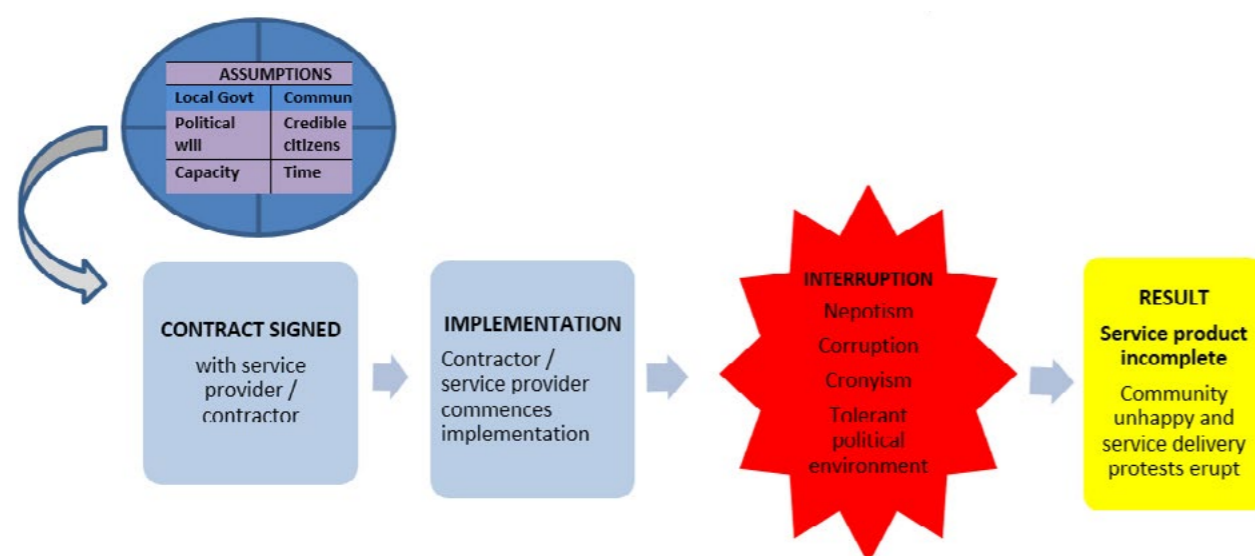 ASSUMPTIONS
Local Govt Commun
Political Credible
will citizens
Capacity Time
CONTRACT SIGNED
with service
provider /
contractor
IMPLEMENTATION
Contractor /
service provider
commences
implementation
INTERRUPTION
Nepotism
Corruption
Cronyism
Tolerant
political
environment
RESULT
Service product
incomplete
Community
unhappy and
service delivery
protests erupt